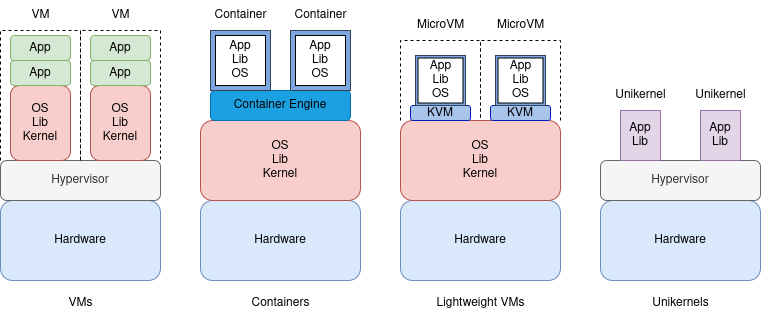 VM
VM
App
App
App
App
OS
Lib
Kernel
OS
Lib
Kernel
Hypervisor
Hardware
VMs
Container
Container
App
Lib
OS
App
Lib
OS
Container Engine
OS
Lib
Kernel
Hardware
Containers
MicroVM
MicroVM
App
Lib
OS
App
Lib
OS
KVM
KVM
OS
Lib
Kernel
Hardware
Lightweight VMs
Unikernel
Unikernel
App
Lib
App
Lib
Hypervisor
Hardware
Unikernels